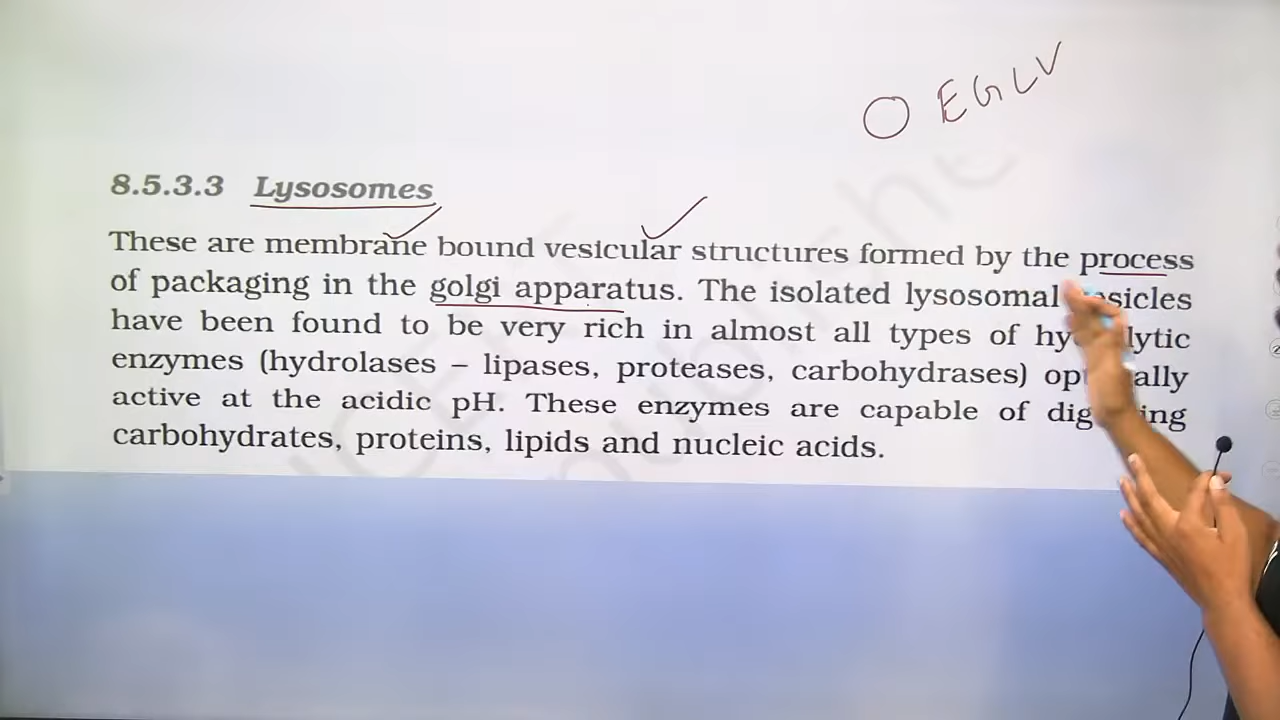 EGLV
8.5.3.3 Lysosomes
These are membrane bound vesicular structures formed by the process
of packaging in the golgi apparatus. The isolated lysosomal
have been found to be very rich in almost all types of
enzymes (hydrolases – lipases, proteases, carbohydrases)
active at the acidic pH. These enzymes are capable of
carbohydrates, proteins, lipids and nucleic acids.